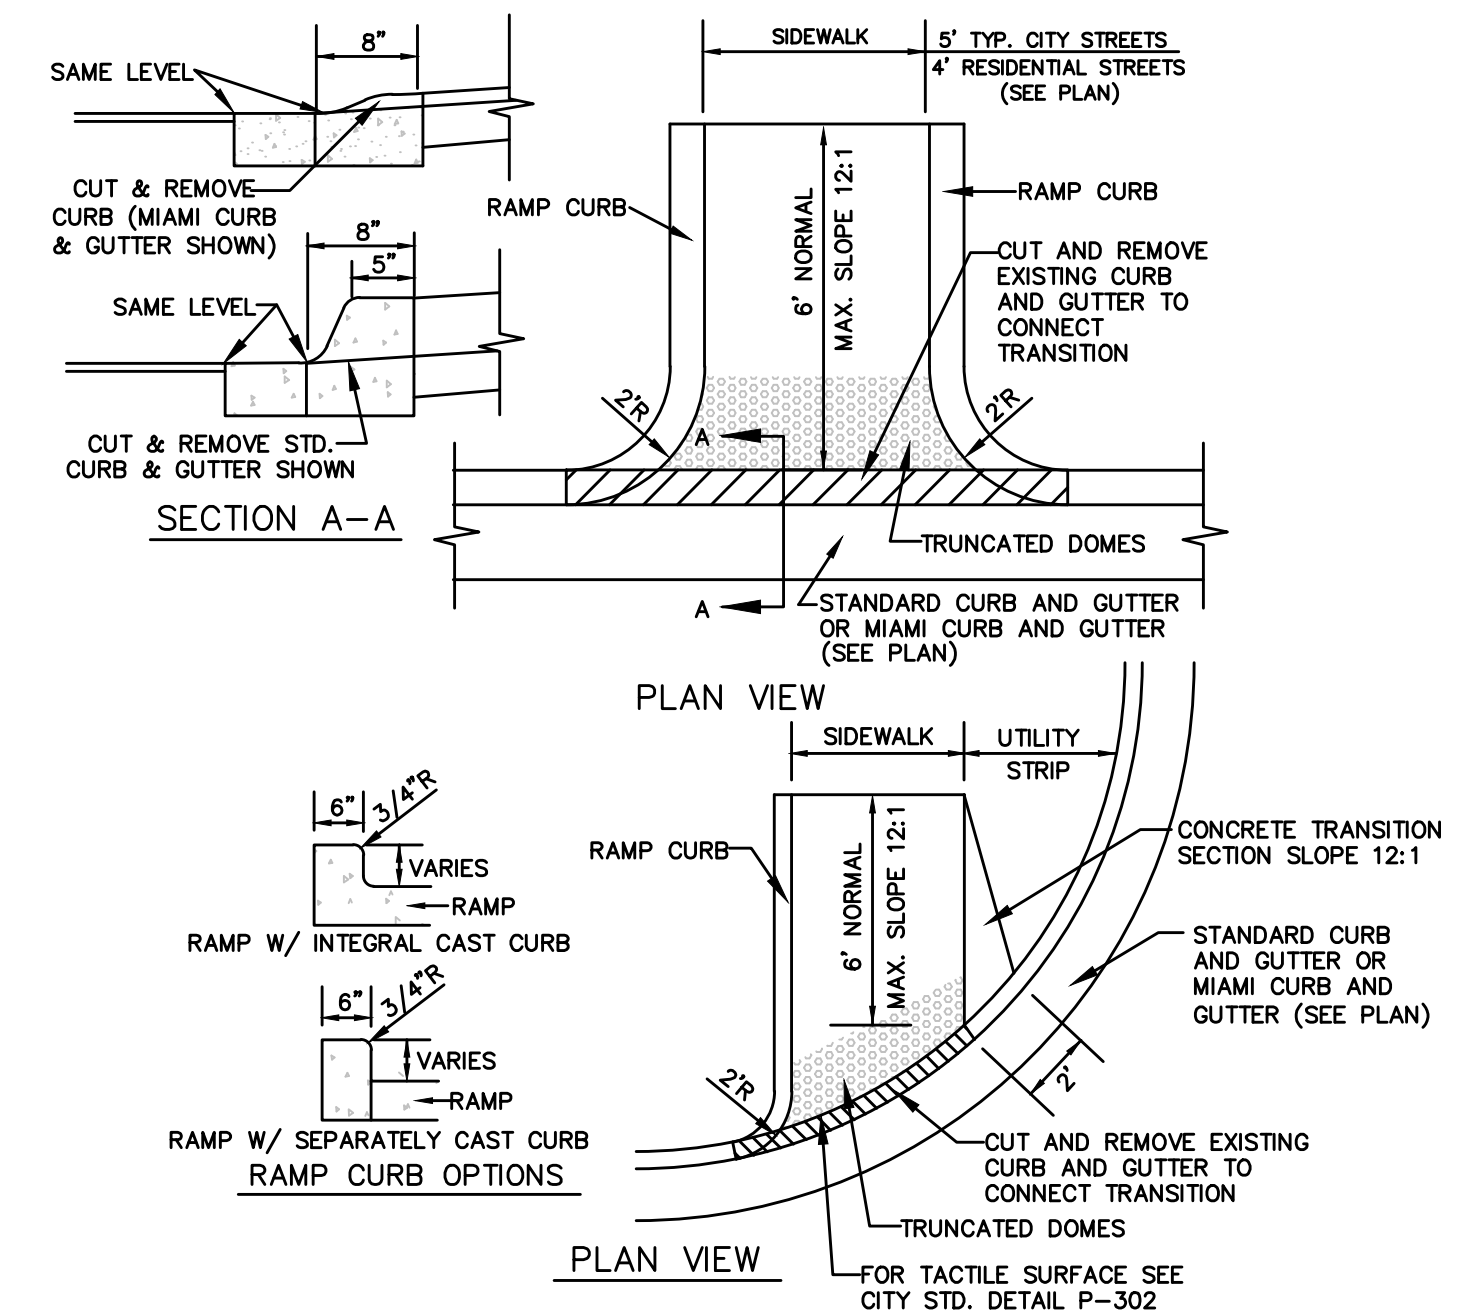 8"
SAME LEVEL
CUT & REMOVE
CURB (MIAMI CURB
& GUTTER SHOWN)
8"
5"
SAME LEVEL
CUT & REMOVE STD.
CURB & GUTTER SHOWN
SECTION A-A
SIDEWALK
5' TYP. CITY STREETS
4' RESIDENTIAL STREETS
(SEE PLAN)
RAMP CURB
6' NORMAL
MAX. SLOPE 12:1
RAMP CURB
CUT AND REMOVE
EXISTING CURB
AND GUTTER TO
CONNECT
TRANSITION
2'R
2'R
A
TRUNCATED DOMES
A
STANDARD CURB AND GUTTER
OR MIAMI CURB AND GUTTER
(SEE PLAN)
PLAN VIEW
SIDEWALK
UTILITY
STRIP
RAMP CURB
6' NORMAL
MAX. SLOPE 12:1
CONCRETE TRANSITION
SECTION SLOPE 12:1
STANDARD CURB
AND GUTTER OR
MIAMI CURB AND
GUTTER (SEE PLAN)
2'R
2'
CUT AND REMOVE EXISTING
CURB AND GUTTER TO
CONNECT TRANSITION
TRUNCATED DOMES
FOR TACTILE SURFACE SEE
CITY STD. DETAIL P-302
PLAN VIEW
6"
3/4"R
VARIES
RAMP
RAMP W/ INTEGRAL CAST CURB
6"
3/4"R
VARIES
RAMP
RAMP W/ SEPARATELY CAST CURB
RAMP CURB OPTIONS